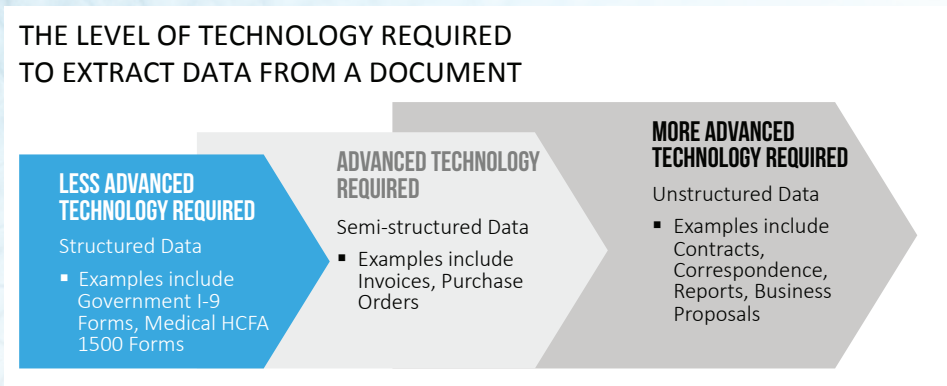 THE LEVEL OF TECHNOLOGY REQUIRED
TO EXTRACT DATA FROM A DOCUMENT
LESS ADVANCED
TECHNOLOGY REQUIRED
Structured Data
▪ Examples include
Government I-9
Forms, Medical HCFA
1500 Forms
ADVANCED TECHNOLOGY
REQUIRED
Semi-structured Data
▪ Examples include
Invoices, Purchase
Orders
MORE ADVANCED
TECHNOLOGY REQUIRED
Unstructured Data
▪ Examples include
Contracts,
Correspondence,
Reports, Business
Proposals